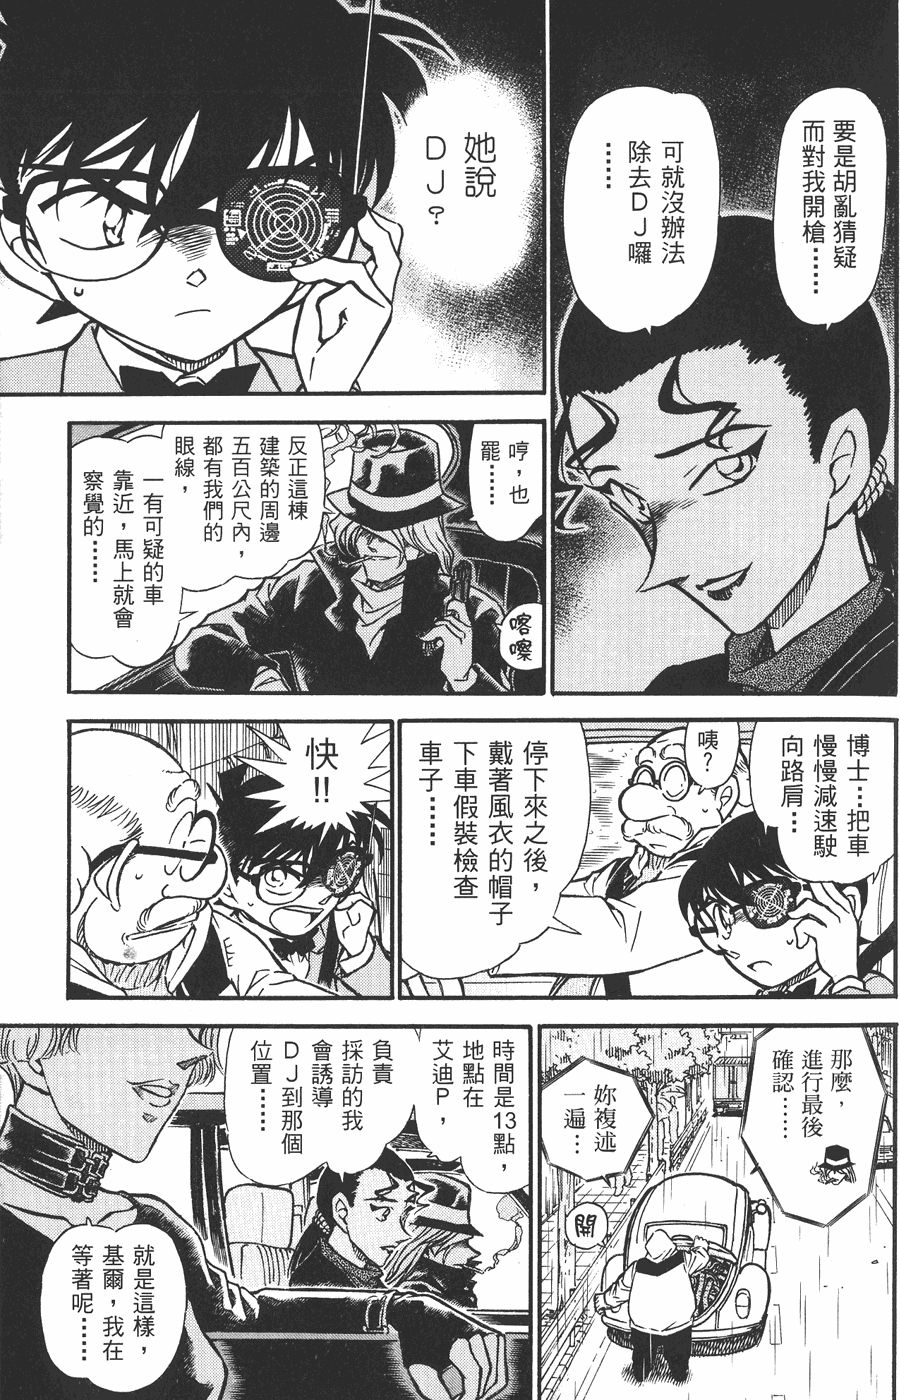 要是胡亂猜疑
而對我開槍⋯⋯
可就沒辦法
除去DJ囉
⋯⋯
她說
DJ?
哼,也
罷⋯⋯
喀嚓
反正這棟
建築的周邊
五百公尺內,
都有我們的
眼線,
一有可疑的車
靠近,馬上就會
察覺的⋯⋯
博士⋯把車
慢慢減速駛
向路肩⋯
咦?
停下來之後,
戴著風衣的帽子
下車假裝檢查
車子⋯⋯
快!!
那麼,
進行最後
確認⋯⋯
妳複述
一遍⋯⋯
開
時間是13點,
地點在
艾迪P,
負責
採訪的我
會誘導
DJ到那個
位置⋯⋯
就是這樣,
基爾,我在
等著呢⋯⋯